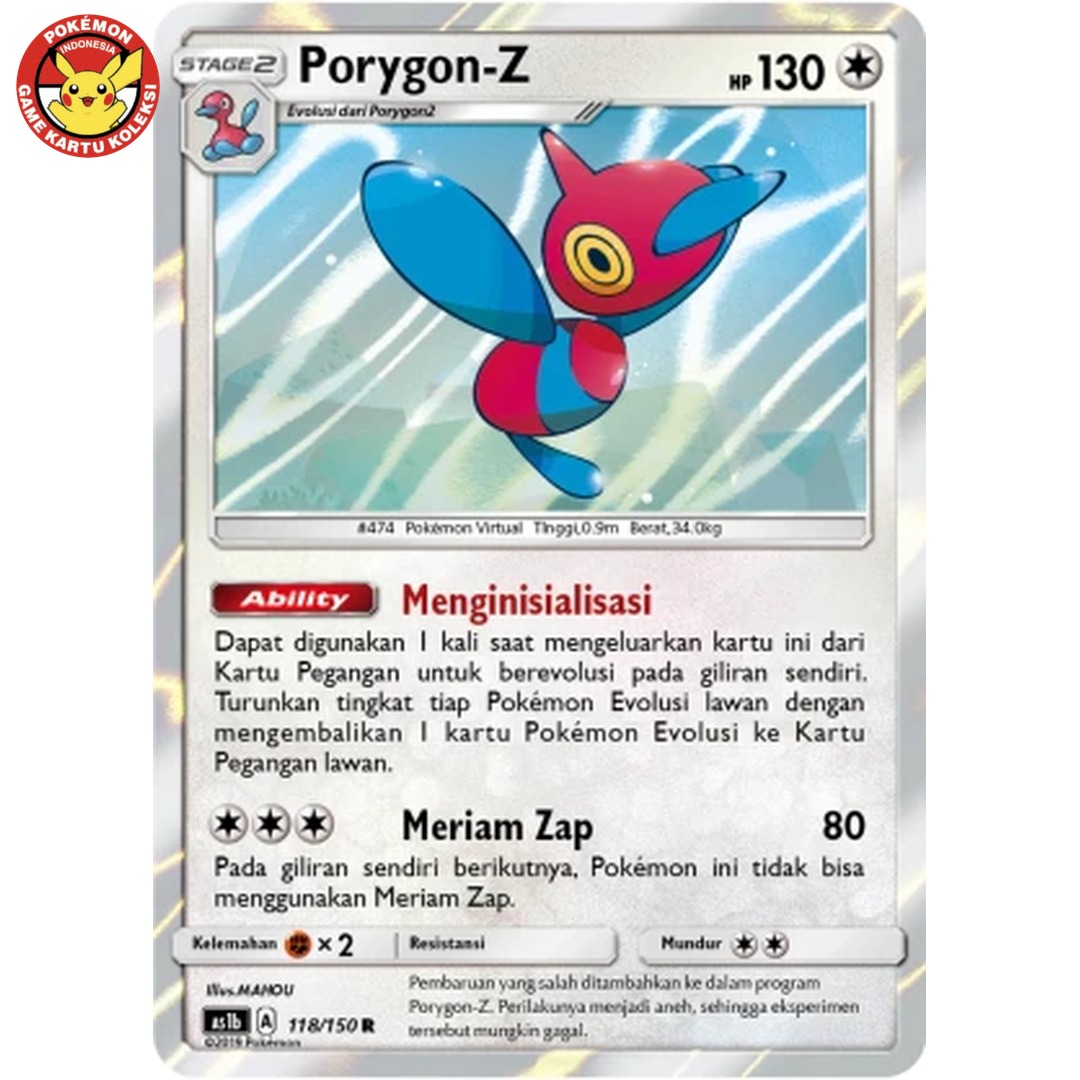 POKÉMON
INDONESIA
GAME KARTU KOLEKSI
STAGE2
Porygon-Z
HP 130
Evolusi dari Porygon2
#474 Pokémon Virtual TInggi,0.9m Berat,34.0kg
Ability Menginisialisasi
Dapat digunakan 1 kali saat mengeluarkan kartu ini dari
Kartu Pegangan untuk berevolusi pada giliran sendiri.
Turunkan tingkat tiap Pokémon Evolusi lawan dengan
mengembalikan 1 kartu Pokémon Evolusi ke Kartu
Pegangan lawan.
Meriam Zap 80
Pada giliran sendiri berikutnya, Pokémon ini tidak bisa
menggunakan Meriam Zap.
Kelemahan ×2 Resistansi Mundur
Illus.MAHOU
Pembaruan yang salah ditambahkan ke dalam program
Porygon-Z. Perilakunya menjadi aneh, sehingga eksperimen
tersebut mungkin gagal.
AS1b A 118/150 R
©2019 Pokémon